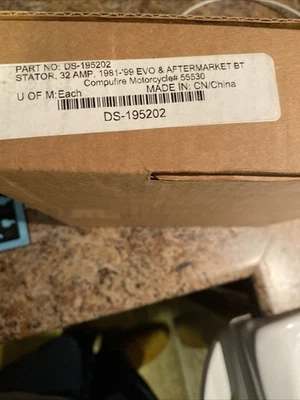 PART NO: DS-195202
STATOR, 32 AMP, 1981-'99 EVO & AFTERMARKET BT
Compufire Motorcycle# 55530
U OF M:Each MADE IN: CN/China
DS-195202